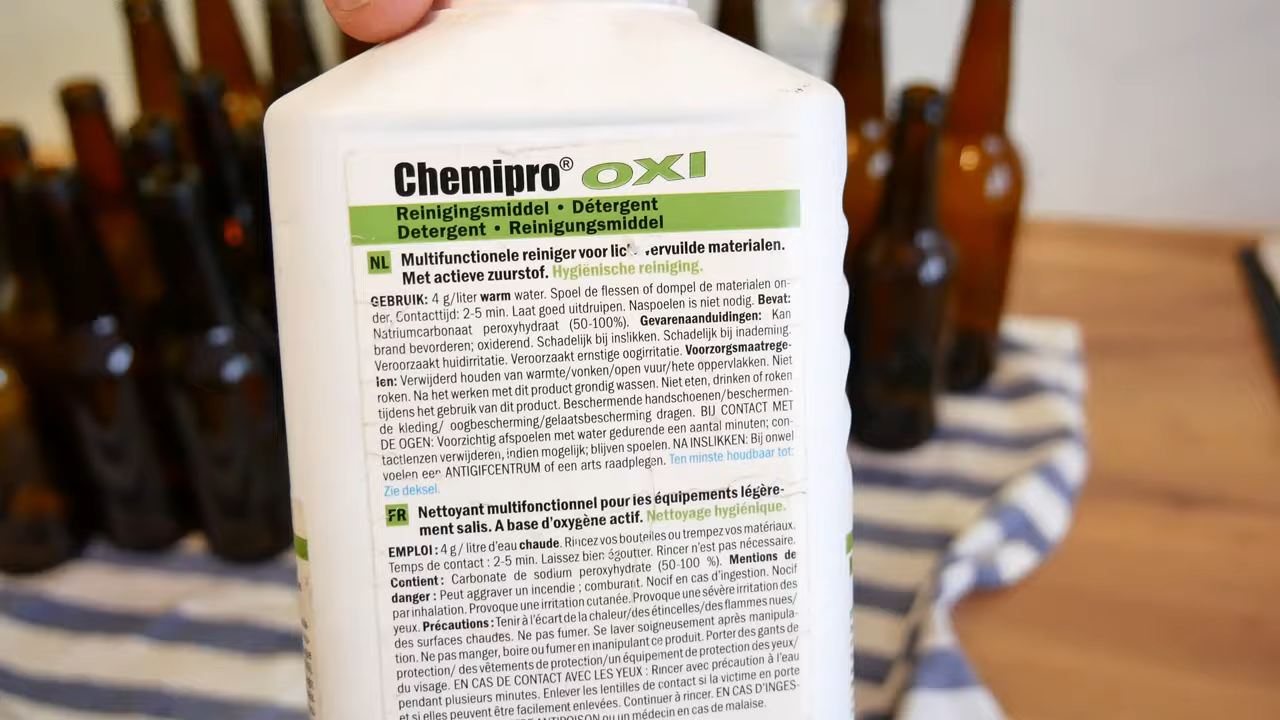 Chemipro® OXI
Reinigingsmiddel • Détergent
Detergent • Reinigungsmiddel
NL Multifunctionele reiniger voor lic ervuilde materialen.
Met actieve zuurstof. Hygiënische reiniging.
GEBRUIK: 4 g/liter warm water. Spoel de flessen of dompel de materialen on-
der. Contacttijd: 2-5 min. Laat goed uitdruipen. Naspoelen is niet nodig. Bevat:
Natriumcarbonaat peroxyhydraat (50-100%). Gevarenaanduidingen: Kan
brand bevorderen; oxiderend. Schadelijk bij inslikken. Schadelijk bij inademing.
Veroorzaakt huidirritatie. Veroorzaakt ernstige oogirritatie. Voorzorgsmaatrege-
len: Verwijderd houden van warmte/vonken/open vuur/hete oppervlakken. Niet
roken. Na het werken met dit product grondig wassen. Niet eten, drinken of roken
tijdens het gebruik van dit product. Beschermende handschoenen/beschermen-
de kleding/ oogbescherming/gelaatsbescherming dragen. BIJ CONTACT MET
DE OGEN: Voorzichtig afspoelen met water gedurende een aantal minuten; con-
tactlenzen verwijderen, indien mogelijk; blijven spoelen. NA INSLIKKEN: Bij onwel
voelen een ANTIGIFCENTRUM of een arts raadplegen. Ten minste houdbaar tot:
Zie deksel.
FR Nettoyant multifonctionnel pour les équipements légère-
ment salis. A base d'oxygène actif. Nettoyage hygiénique.
EMPLOI : 4 g / litre d'eau chaude. Rincez vos bouteilles ou trempez vos matériaux.
Temps de contact : 2-5 min. Laissez bien égoutter. Rincer n'est pas nécessaire.
Contient : Carbonate de sodium peroxyhydrate (50-100 %). Mentions de
danger : Peut aggraver un incendie ; comburant. Nocif en cas d'ingestion. Nocif
par inhalation. Provoque une irritation cutanée. Provoque une sévère irritation des
yeux. Précautions : Tenir à l'écart de la chaleur/des étincelles/des flammes nues/
des surfaces chaudes. Ne pas fumer. Se laver soigneusement après manipula-
tion. Ne pas manger, boire ou fumer en manipulant ce produit. Porter des gants de
protection/ des vêtements de protection/un équipement de protection des yeux/
du visage. EN CAS DE CONTACT AVEC LES YEUX : Rincer avec précaution à l'eau
pendant plusieurs minutes. Enlever les lentilles de contact si la victime en porte
et si elles peuvent être facilement enlevées. Continuer à rincer. EN CAS D'INGES-
ANTIPOISON ou un médecin en cas de malaise.